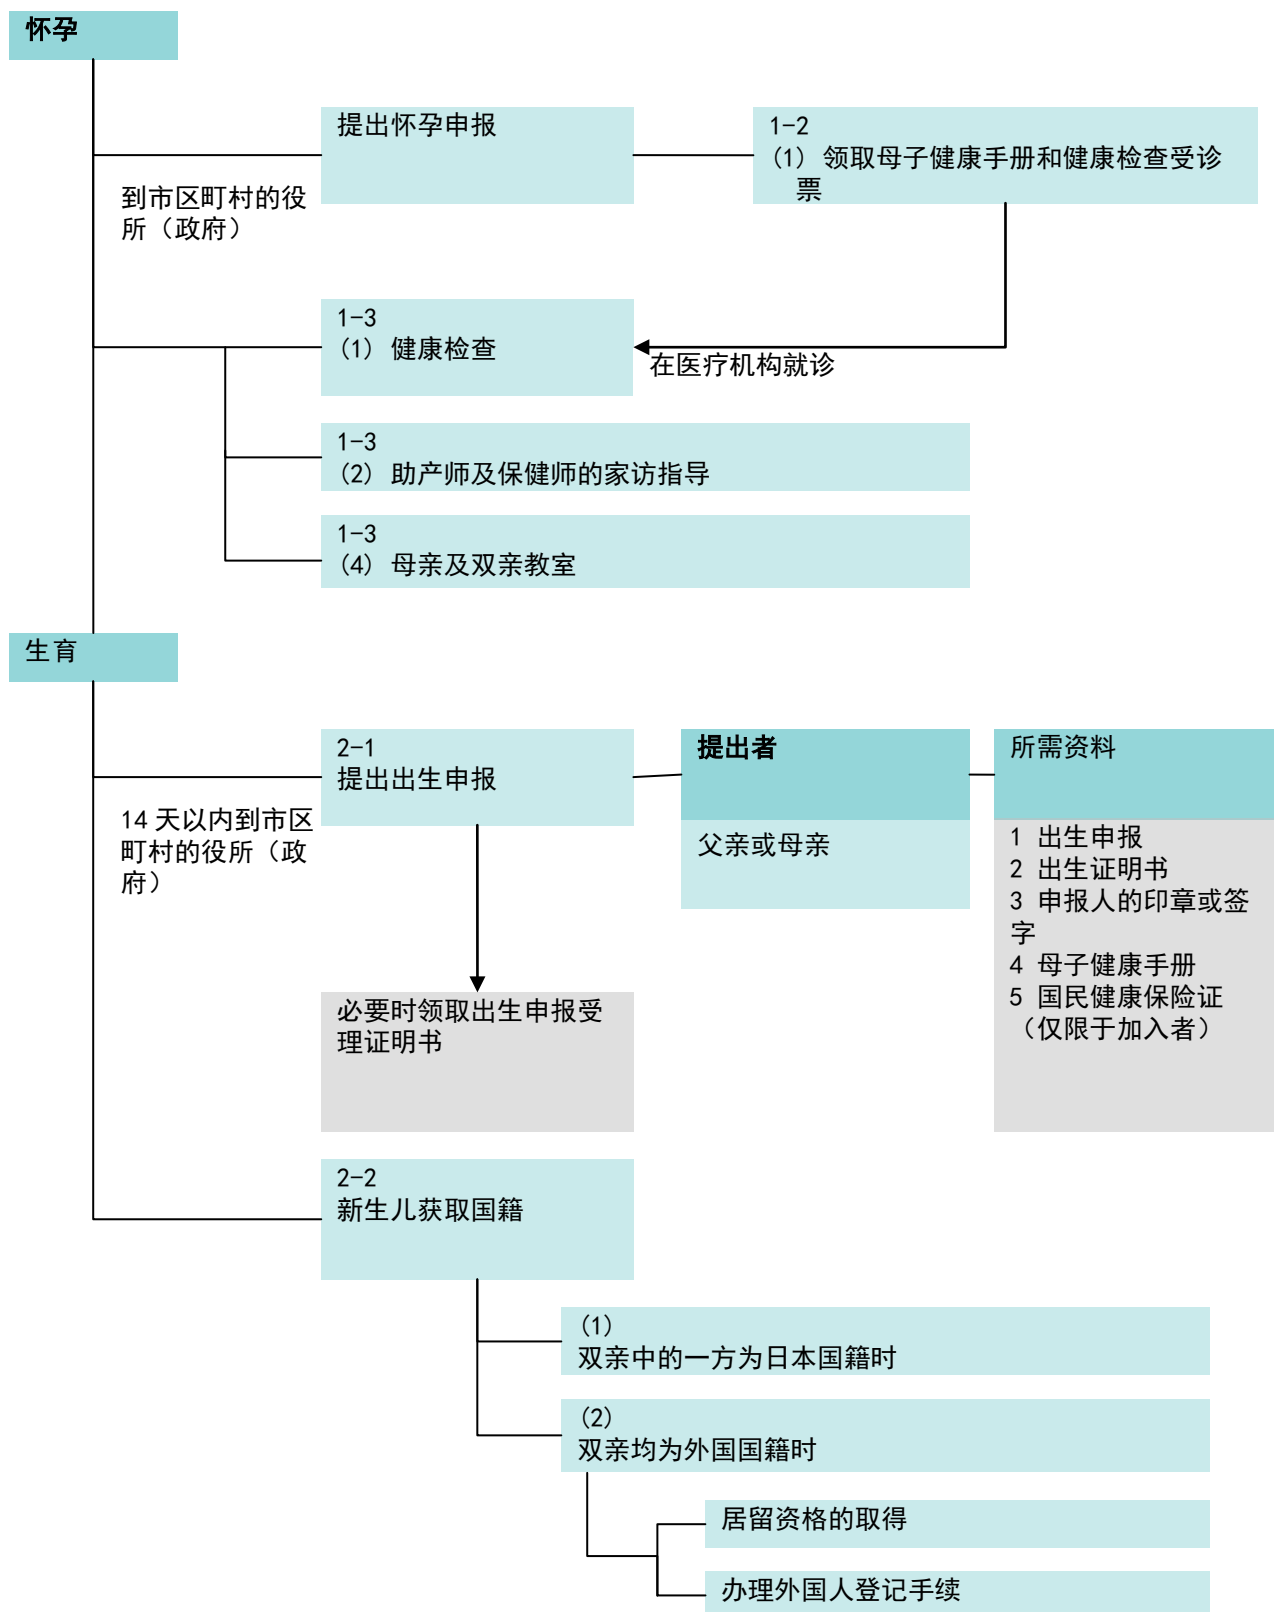 怀孕
提出怀孕申报
1-2
(1) 领取母子健康手册和健康检查受诊
票
到市区町村的役
所（政府）
1-3
(1) 健康检查
在医疗机构就诊
1-3
(2) 助产师及保健师的家访指导
1-3
(4) 母亲及双亲教室
生育
2-1
提出出生申报
提出者
所需资料
14 天以内到市区
町村的役所（政
府）
父亲或母亲
1 出生申报
2 出生证明书
3 申报人的印章或签
字
4 母子健康手册
5 国民健康保险证
（仅限于加入者）
必要时领取出生申报受
理证明书
2-2
新生儿获取国籍
(1)
双亲中的一方为日本国籍时
(2)
双亲均为外国国籍时
居留资格的取得
办理外国人登记手续